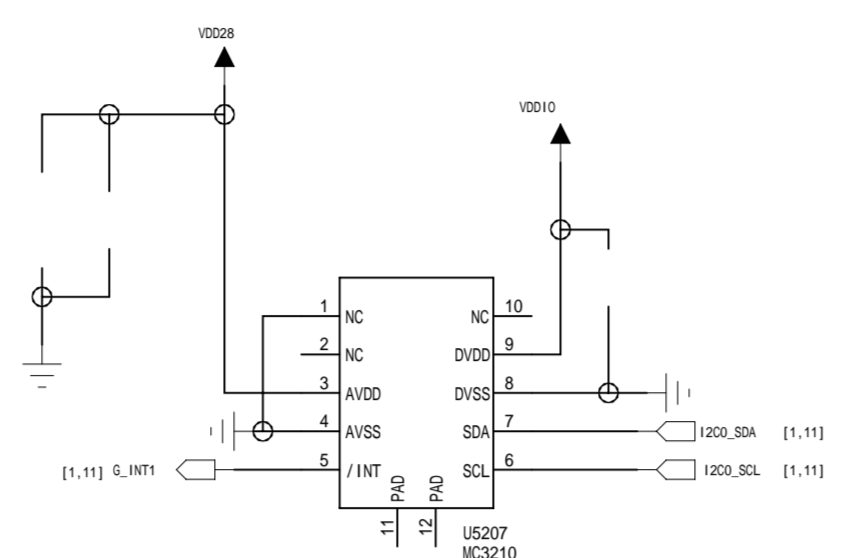 VDD28
VDDIO
1 NC
NC 10
2 NC
DVDD 9
3 AVDD
DVSS 8
4 AVSS
SDA 7
I2C0_SDA [1,11]
[1,11] G_INT1
5 /INT
SCL 6
I2C0_SCL [1,11]
PAD PAD
11 12
U5207
MC3210